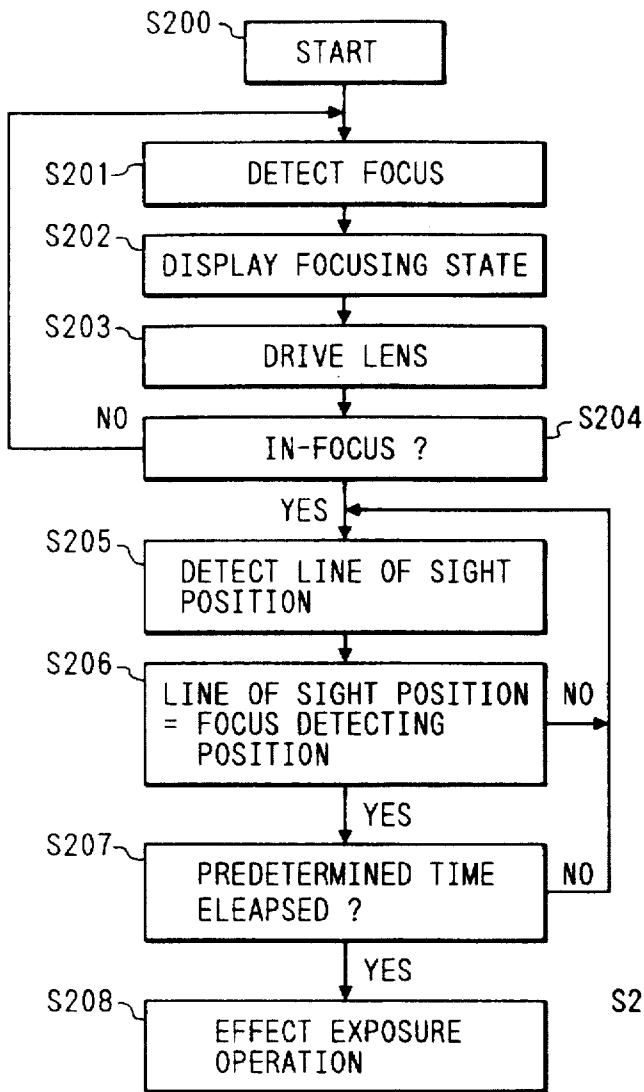 S200
START
S201
DETECT FOCUS
S202
DISPLAY FOCUSING STATE
S203
DRIVE LENS
NO
S204
IN-FOCUS ?
YES
S205
DETECT LINE OF SIGHT
POSITION
S206
LINE OF SIGHT POSITION
= FOCUS DETECTING
POSITION
NO
YES
S207
PREDETERMINED TIME
ELEAPSED ?
NO
YES
S208
EFFECT EXPOSURE
OPERATION
S2